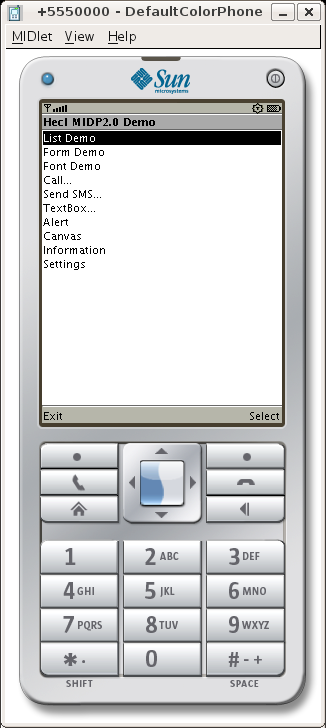 +5550000 - DefaultColorPhone
MIDlet View Help
Sun
microsystems
Hecl MIDP2.0 Demo
List Demo
Form Demo
Font Demo
Call...
Send SMS...
TextBox...
Alert
Canvas
Information
Settings
Exit Select
1 2 ABC 3 DEF
4 GHI 5 JKL 6 MNO
7 PQRS 8 TUV 9 WXYZ
* . 0 # - +
SHIFT SPACE